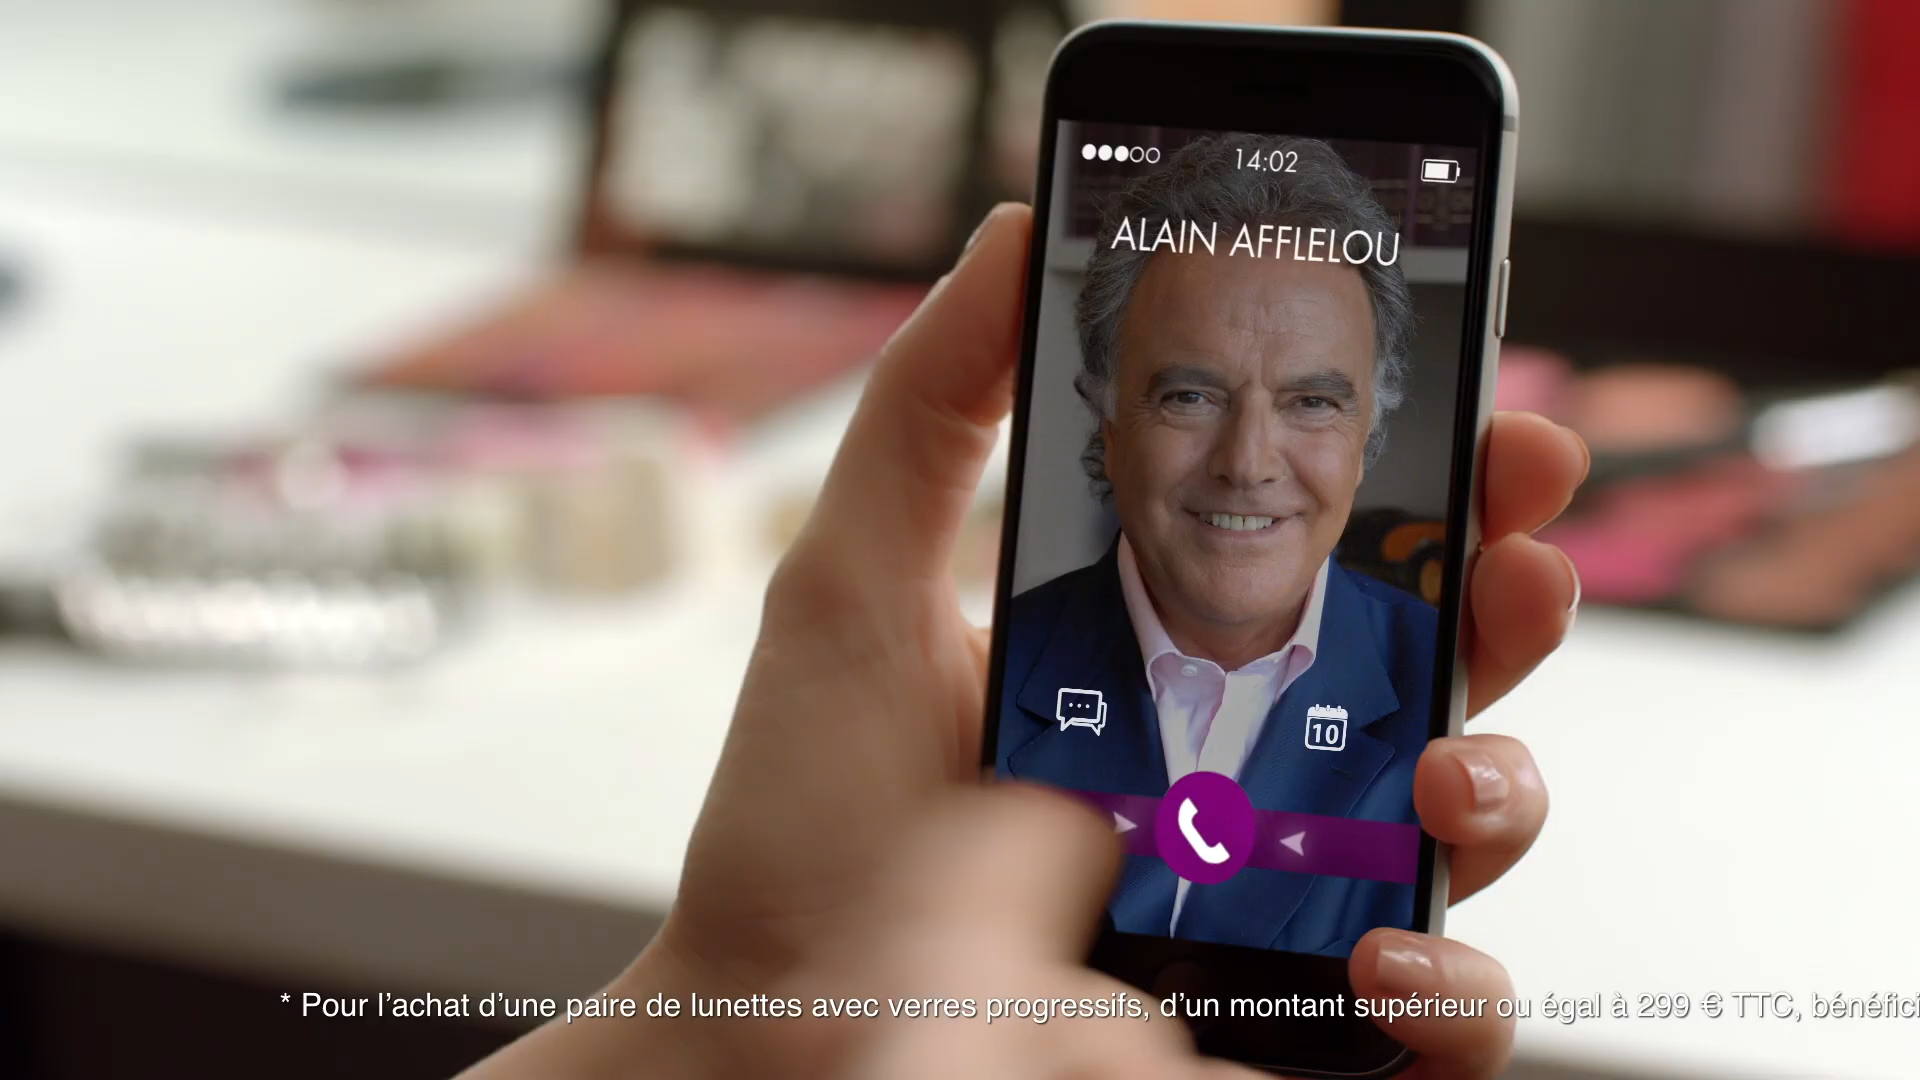 14:02
ALAIN AFFLELOU
10
* Pour l’achat d’une paire de lunettes avec verres progressifs, d’un montant supérieur ou égal à 299 € TTC, bénéfici